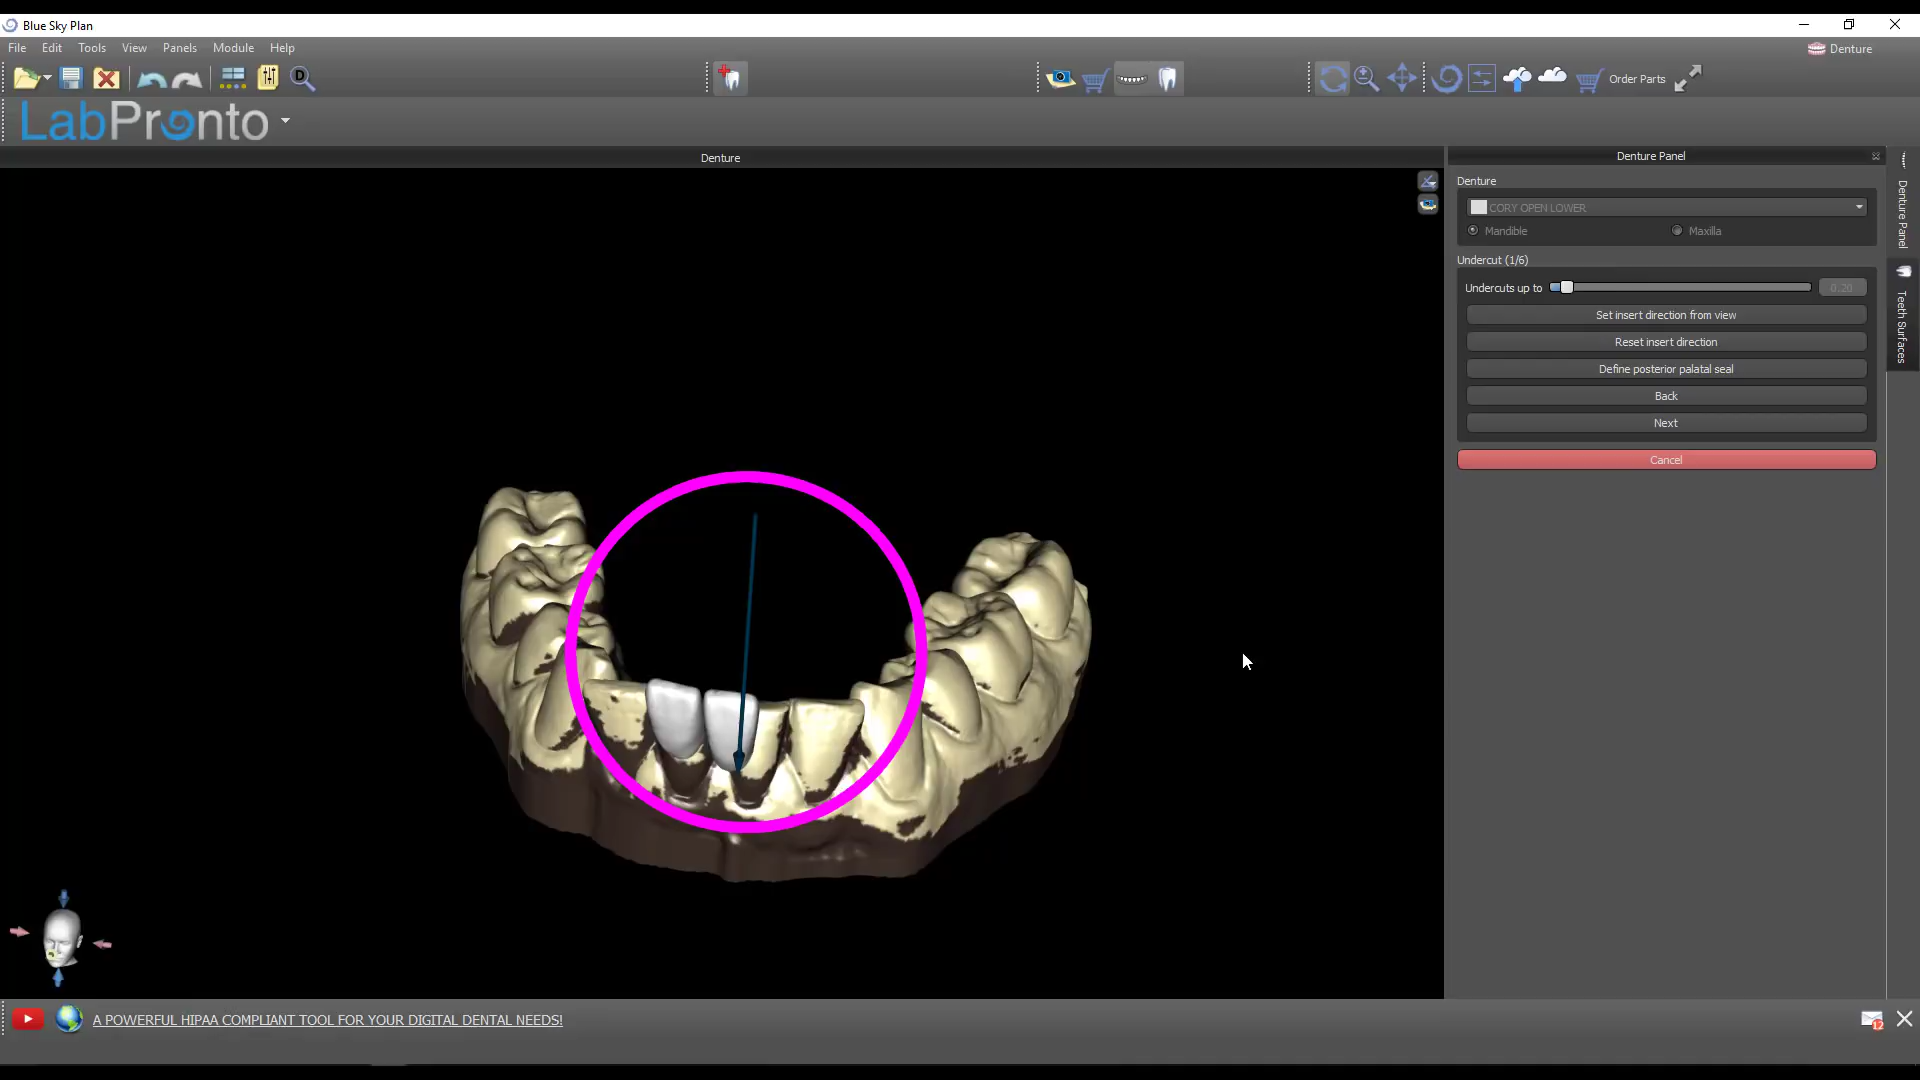 Blue Sky Plan
File Edit Tools View Panels Module Help
Denture
D
Order Parts
LabPronto
Denture
Denture Panel
Denture
CORY OPEN LOWER
Mandible Maxilla
Undercut (1/6)
Undercuts up to 0.20
Set insert direction from view
Reset insert direction
Define posterior palatal seal
Back
Next
Cancel
Denture Panel
Teeth Surfaces
A POWERFUL HIPAA COMPLIANT TOOL FOR YOUR DIGITAL DENTAL NEEDS!
12